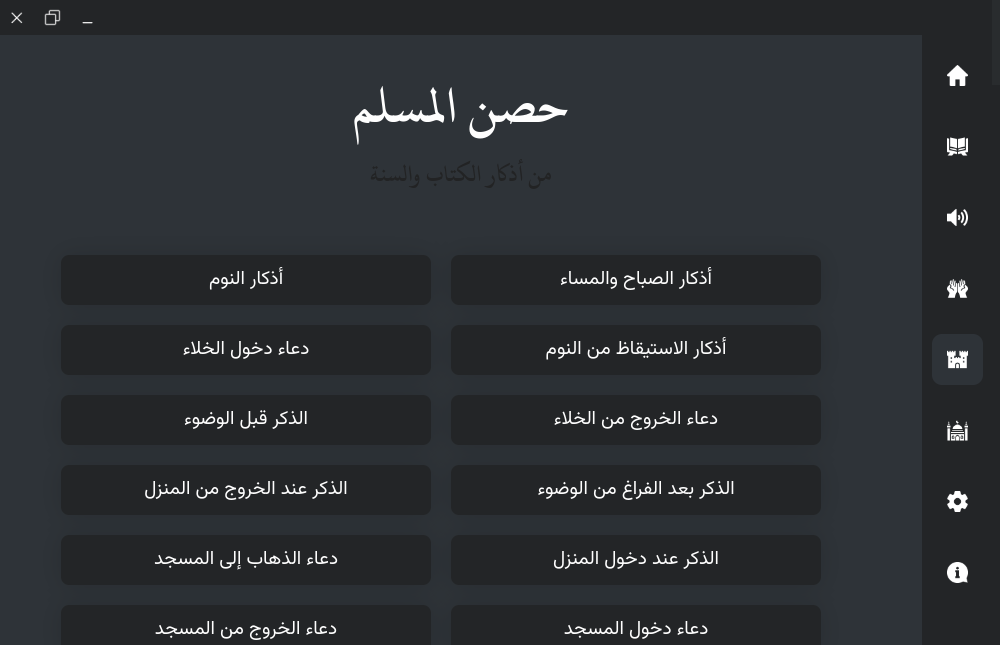 حصن المسلم
من أذكار الكتاب والسنة
أذكار الصباح والمساء
أذكار النوم
أذكار الاستيقاظ من النوم
دعاء دخول الخلاء
دعاء الخروج من الخلاء
الذكر قبل الوضوء
الذكر بعد الفراغ من الوضوء
الذكر عند الخروج من المنزل
الذكر عند دخول المنزل
دعاء الذهاب إلى المسجد
دعاء دخول المسجد
دعاء الخروج من المسجد